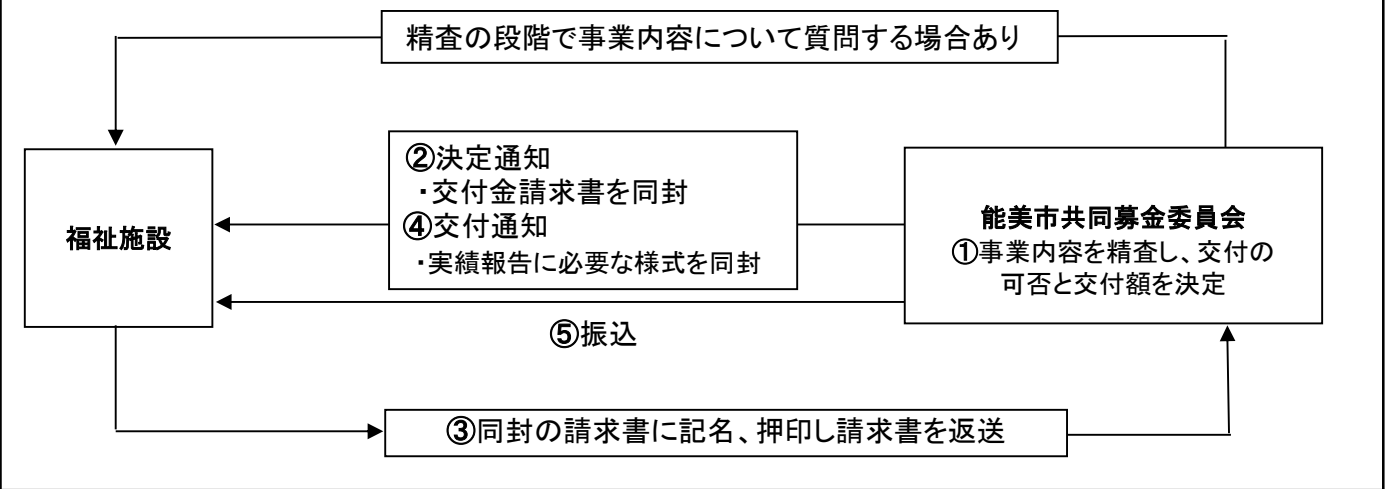 精査の段階で事業内容について質問する場合あり
②決定通知
・交付金請求書を同封
④交付通知
・実績報告に必要な様式を同封
福祉施設
能美市共同募金委員会
①事業内容を精査し、交付の
可否と交付額を決定
⑤振込
③同封の請求書に記名、押印し請求書を返送